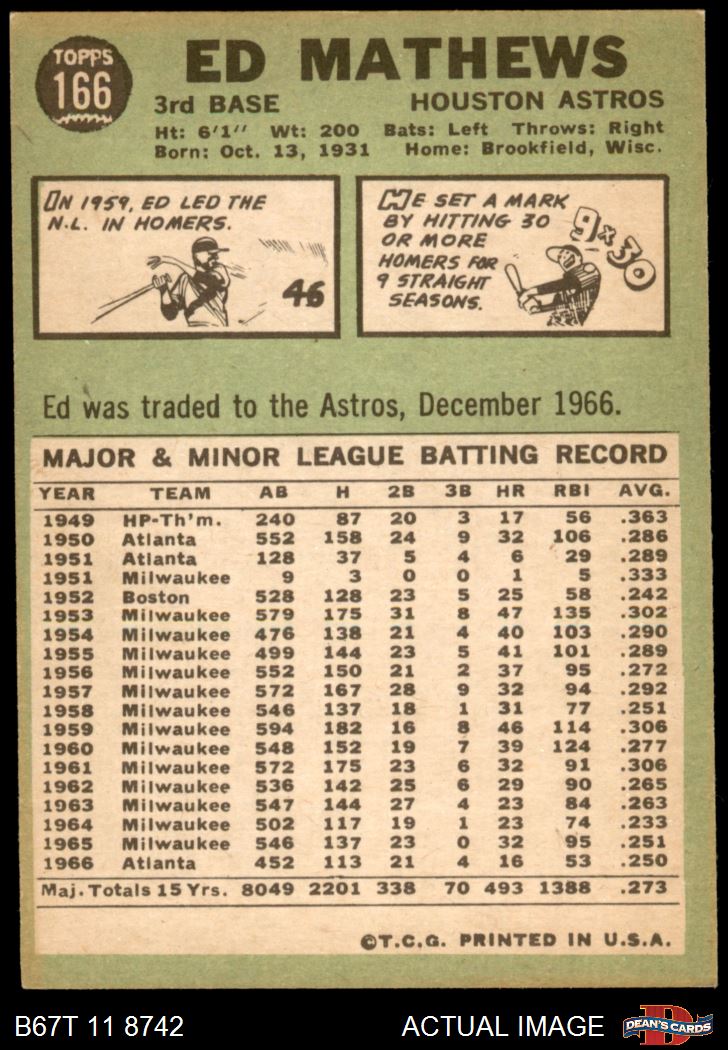 TOPPS
166
ED MATHEWS
3rd BASE HOUSTON ASTROS
Ht: 6'1" Wt: 200 Bats: Left Throws: Right
Born: Oct. 13, 1931 Home: Brookfield, Wisc.
IN 1959, ED LED THE
N.L. IN HOMERS.
46
HE SET A MARK
BY HITTING 30
OR MORE
HOMERS FOR
9 STRAIGHT
SEASONS.
9x30
Ed was traded to the Astros, December 1966.
MAJOR & MINOR LEAGUE BATTING RECORD
YEAR TEAM AB H 2B 3B HR RBI AVG.
1949 HP-Th'm. 240 87 20 3 17 56 .363
1950 Atlanta 552 158 24 9 32 106 .286
1951 Atlanta 128 37 5 4 6 29 .289
1951 Milwaukee 9 3 0 0 1 5 .333
1952 Boston 528 128 23 5 25 58 .242
1953 Milwaukee 579 175 31 8 47 135 .302
1954 Milwaukee 476 138 21 4 40 103 .290
1955 Milwaukee 499 144 23 5 41 101 .289
1956 Milwaukee 552 150 21 2 37 95 .272
1957 Milwaukee 572 167 28 9 32 94 .292
1958 Milwaukee 546 137 18 1 31 77 .251
1959 Milwaukee 594 182 16 8 46 114 .306
1960 Milwaukee 548 152 19 7 39 124 .277
1961 Milwaukee 572 175 23 6 32 91 .306
1962 Milwaukee 536 142 25 6 29 90 .265
1963 Milwaukee 547 144 27 4 23 84 .263
1964 Milwaukee 502 117 19 1 23 74 .233
1965 Milwaukee 546 137 23 0 32 95 .251
1966 Atlanta 452 113 21 4 16 53 .250
Maj. Totals 15 Yrs. 8049 2201 338 70 493 1388 .273
©T.C.G. PRINTED IN U.S.A.
B67T 11 8742 ACTUAL IMAGE
D
DEAN'S CARDS